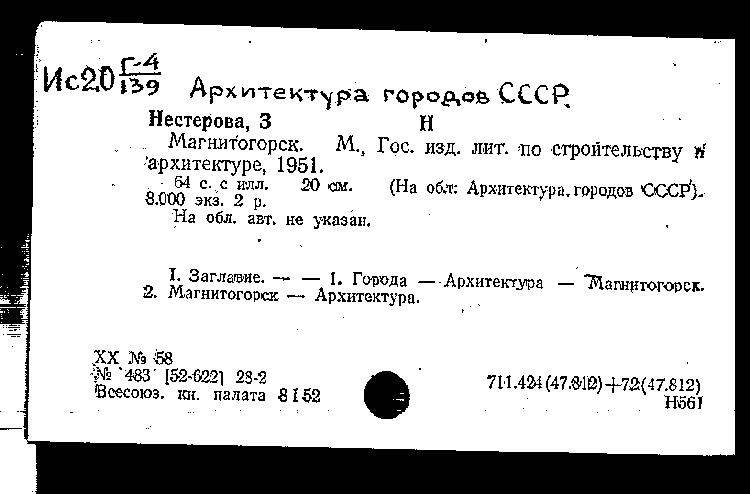 Ис20 Г-4/139
Архитектура городов СССР.
Нестерова, З Н
Магнитогорск. М., Гос. изд. лит. по строительству и
архитектуре, 1951.
64 с. с илл. 20 см. (На обл: Архитектура городов СССР).
8.000 экз. 2 р.
На обл. авт. не указан.
I. Заглавие. — — 1. Города — Архитектура — Магнитогорск.
2. Магнитогорск — Архитектура.
XX № 58
№ 483 [52-622] 28-2
Всесоюз. кн. палата 8152
711.424(47.812)+72(47.812)
Н561